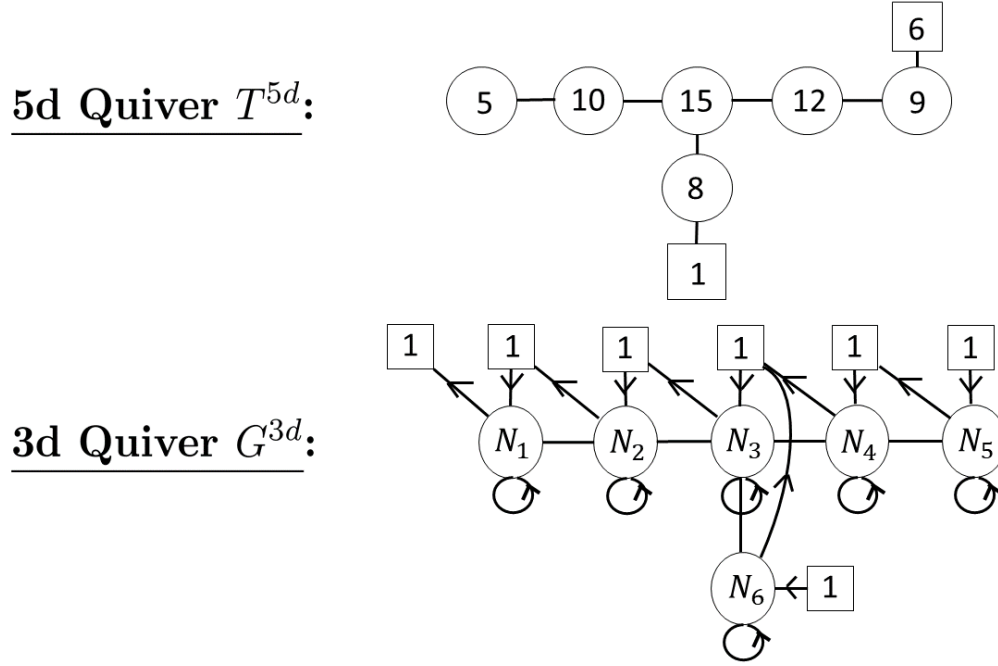 6
5d Quiver T^{5d}:
5 10 15 12 9
8
1
1 1 1 1 1 1
3d Quiver G^{3d}:
N_1 N_2 N_3 N_4 N_5
N_6 1